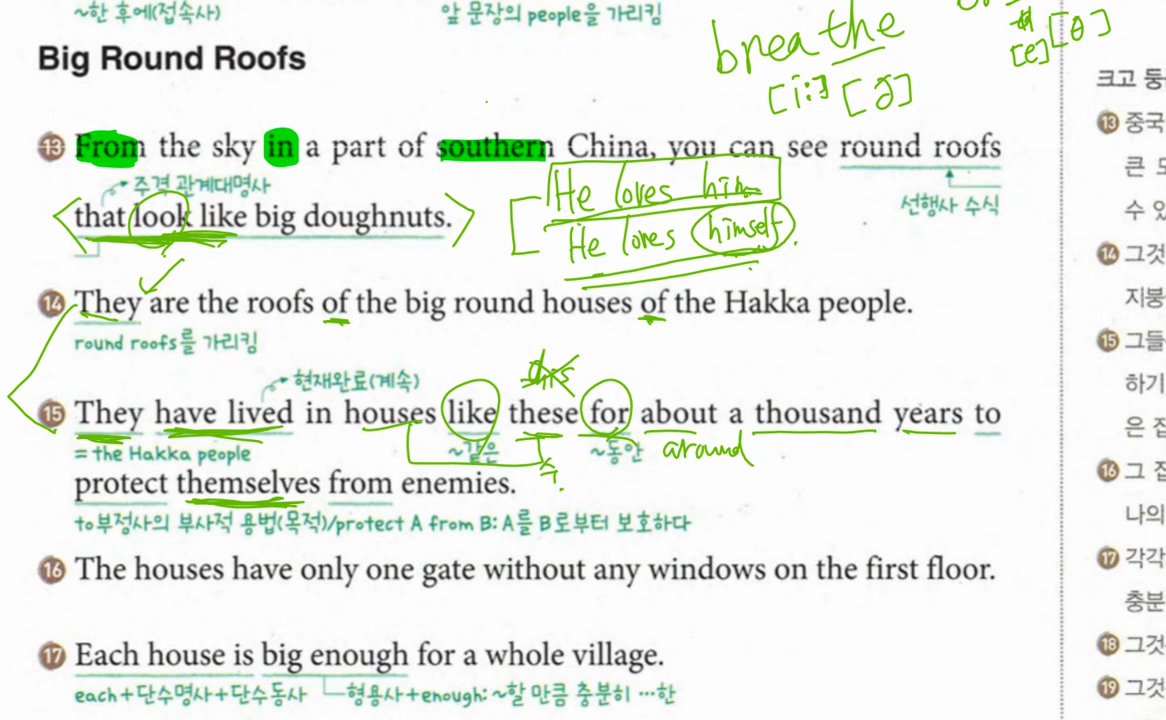 ~한 후에(접속사) 앞 문장의 people을 가리킴
breathe
[i:] [ð]
[e] [θ]
Big Round Roofs
크고 둥
⑬ From the sky in a part of southern China, you can see round roofs
주격 관계대명사
선행사 수식
that look like big doughnuts.
He loves him
He loves himself.
⑭ They are the roofs of the big round houses of the Hakka people.
round roofs를 가리킴
현재완료(계속)
this
⑮ They have lived in houses like these for about a thousand years to
= the Hakka people ~같은 ~동안 around
수.
protect themselves from enemies.
to부정사의 부사적 용법(목적)/protect A from B: A를 B로부터 보호하다
⑯ The houses have only one gate without any windows on the first floor.
⑰ Each house is big enough for a whole village.
each+단수명사+단수동사 형용사+enough: ~할 만큼 충분히 …한
⑬ 중국
큰 도
수 있
⑭ 그것
지붕
⑮ 그들
하기
은 집
⑯ 그 집
나의
⑰ 각각
충분
⑱ 그것
⑲ 그것